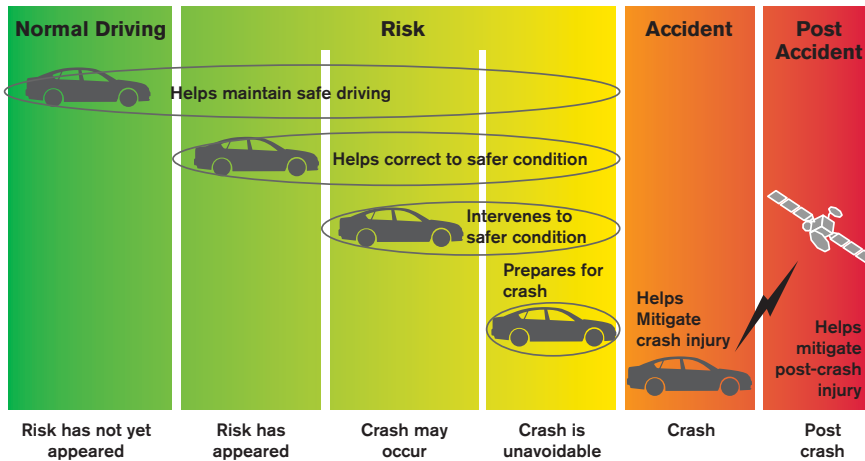 Normal Driving
Risk
Accident
Post
Accident
Helps maintain safe driving
Helps correct to safer condition
Intervenes to
safer condition
Prepares for
crash
Helps
Mitigate
crash injury
Helps
mitigate
post-crash
injury
Risk has not yet
appeared
Risk has
appeared
Crash may
occur
Crash is
unavoidable
Crash
Post
crash